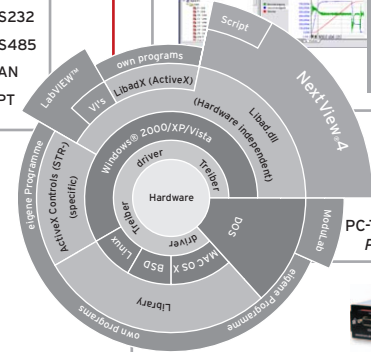 S232
S485
AN
PT
Script
NextView®4
own programs
LabVIEW™
VI's
LibadX (ActiveX)
Libad.dll
(Hardware Independent)
Windows® 2000/XP/Vista
ActiveX Controls (STR-)
(specific)
eigene Programme
driver
Treiber
Hardware
Treiber
driver
DOS
ModuLab
PC-T
P
Linux
BSD
MAC OS X
Library
own programs
eigene Programme